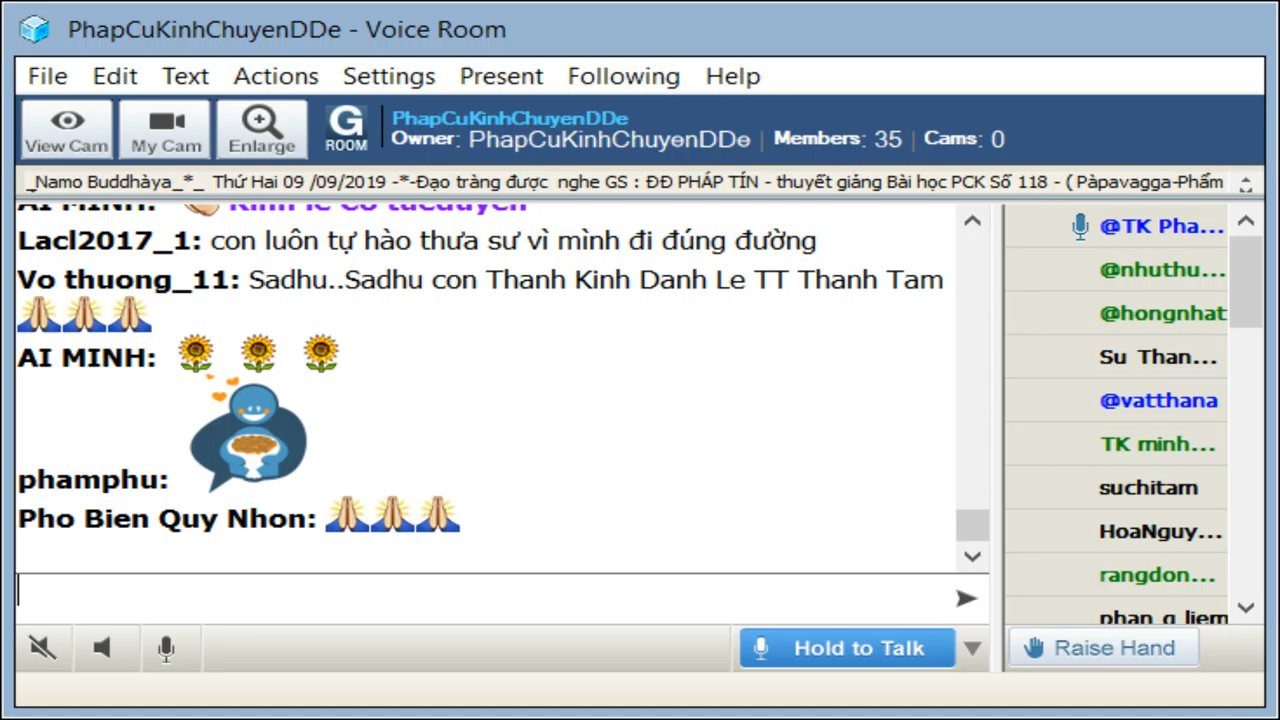 PhapCuKinhChuyenDDe - Voice Room
File Edit Text Actions Settings Present Following Help
View Cam
My Cam
Enlarge
G
ROOM
PhapCuKinhChuyenDDe
Owner: PhapCuKinhChuyenDDe | Members: 35 | Cams: 0
_Namo Buddhàya_*_ Thứ Hai 09 /09/2019 -*-Đạo tràng được nghe GS : ĐĐ PHÁP TÍN - thuyết giảng Bài học PCK Số 118 - ( Pàpavagga-Phẩm
AI MINH:
Lacl2017_1: con luôn tự hào thưa sư vì mình đi đúng đường
Vo thuong_11: Sadhu..Sadhu con Thanh Kinh Danh Le TT Thanh Tam
AI MINH:
phamphu:
Pho Bien Quy Nhon:
@TK Pha...
@nhuthu...
@hongnhat
Su Than...
@vatthana
TK minh...
suchitam
HoaNguy...
rangdon...
phan_q_liem
Hold to Talk
Raise Hand